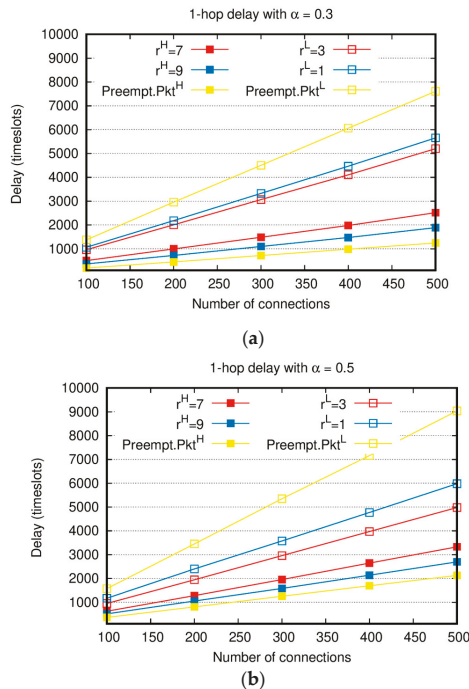 1-hop delay with α = 0.3
10000
9000
8000
7000
6000
5000
4000
3000
2000
1000
Delay (timeslots)
r^H=7
r^L=3
r^H=9
r^L=1
Preempt.Pkt^H
Preempt.Pkt^L
100 150 200 250 300 350 400 450 500
Number of connections
(a)
1-hop delay with α = 0.5
10000
9000
8000
7000
6000
5000
4000
3000
2000
1000
Delay (timeslots)
r^H=7
r^L=3
r^H=9
r^L=1
Preempt.Pkt^H
Preempt.Pkt^L
100 150 200 250 300 350 400 450 500
Number of connections
(b)